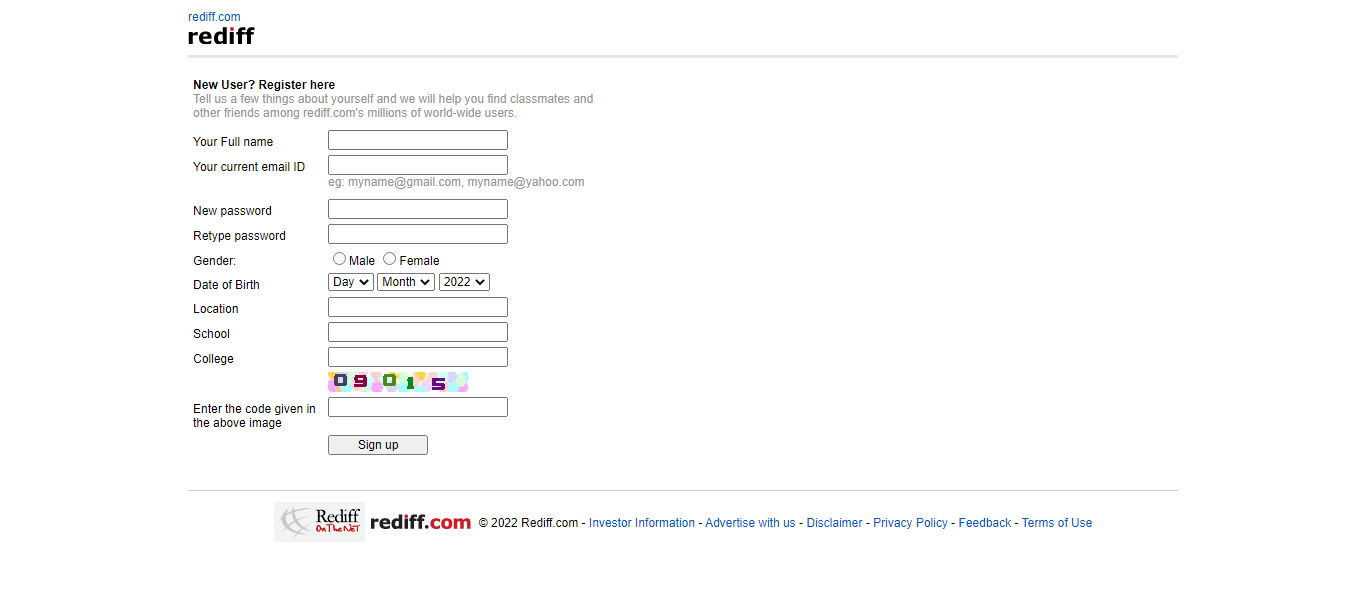 rediff.com
rediff
New User? Register here
Tell us a few things about yourself and we will help you find classmates and
other friends among rediff.com's millions of world-wide users.
Your Full name
Your current email ID
eg: myname@gmail.com, myname@yahoo.com
New password
Retype password
Gender: Male Female
Date of Birth Day Month 2022
Location
School
College
09015
Enter the code given in
the above image
Sign up
Rediff On The NeT rediff.com © 2022 Rediff.com - Investor Information - Advertise with us - Disclaimer - Privacy Policy - Feedback - Terms of Use